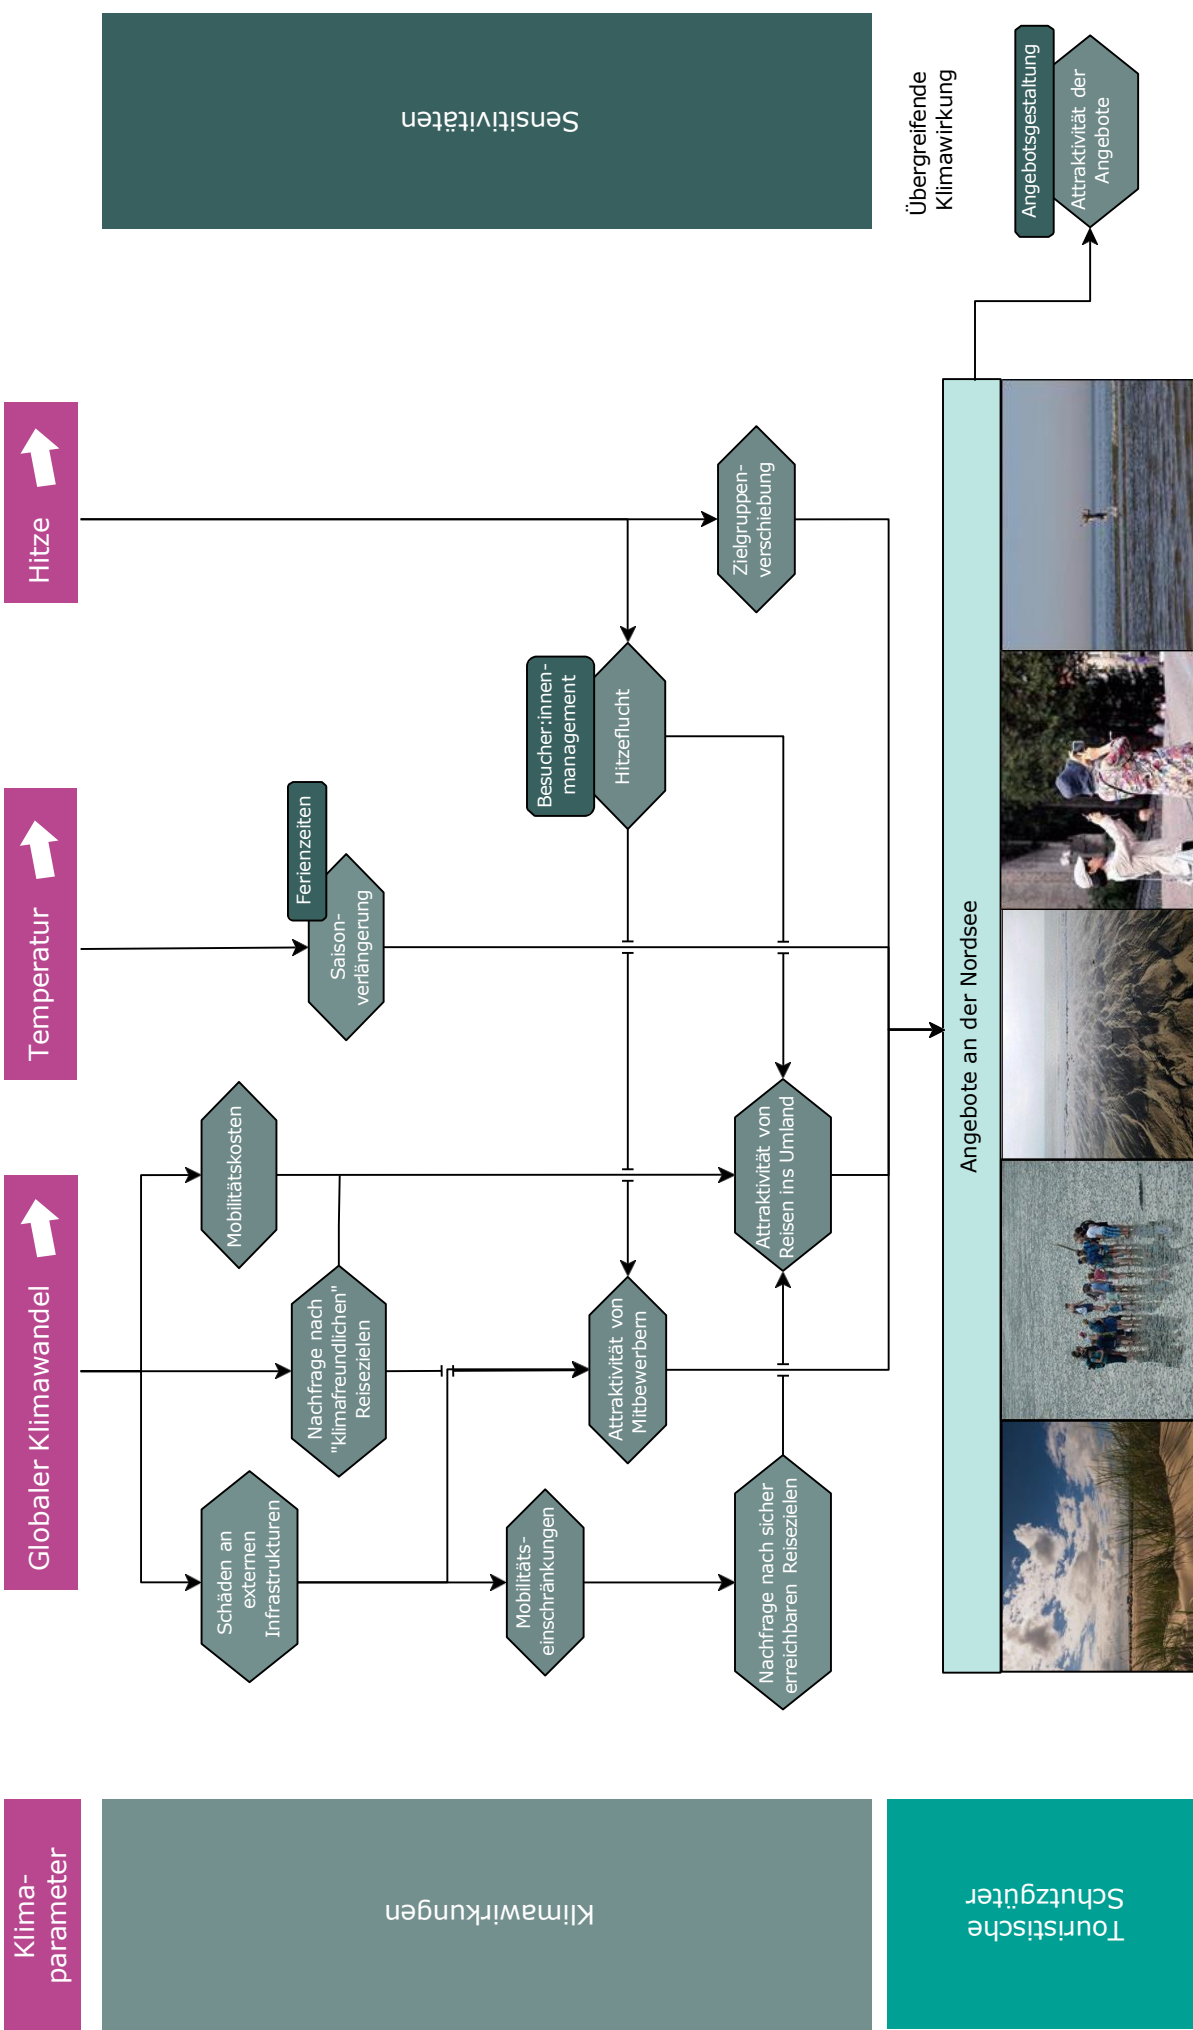 Klima-
parameter
Globaler Klimawandel
Temperatur
Hitze
Klimawirkungen
Sensitivitäten
Schäden an
externen
Infrastrukturen
Mobilitätskosten
Nachfrage nach
"klimafreundlichen"
Reisezielen
Ferienzeiten
Saison-
verlängerung
Mobilitäts-
einschränkungen
Besucher:innen-
management
Hitzeflucht
Attraktivität von
Mitbewerbern
Nachfrage nach sicher
erreichbaren Reisezielen
Attraktivität von
Reisen ins Umland
Zielgruppen-
verschiebung
Touristische
Schutzgüter
Angebote an der Nordsee
Übergreifende
Klimawirkung
Angebotsgestaltung
Attraktivität der
Angebote